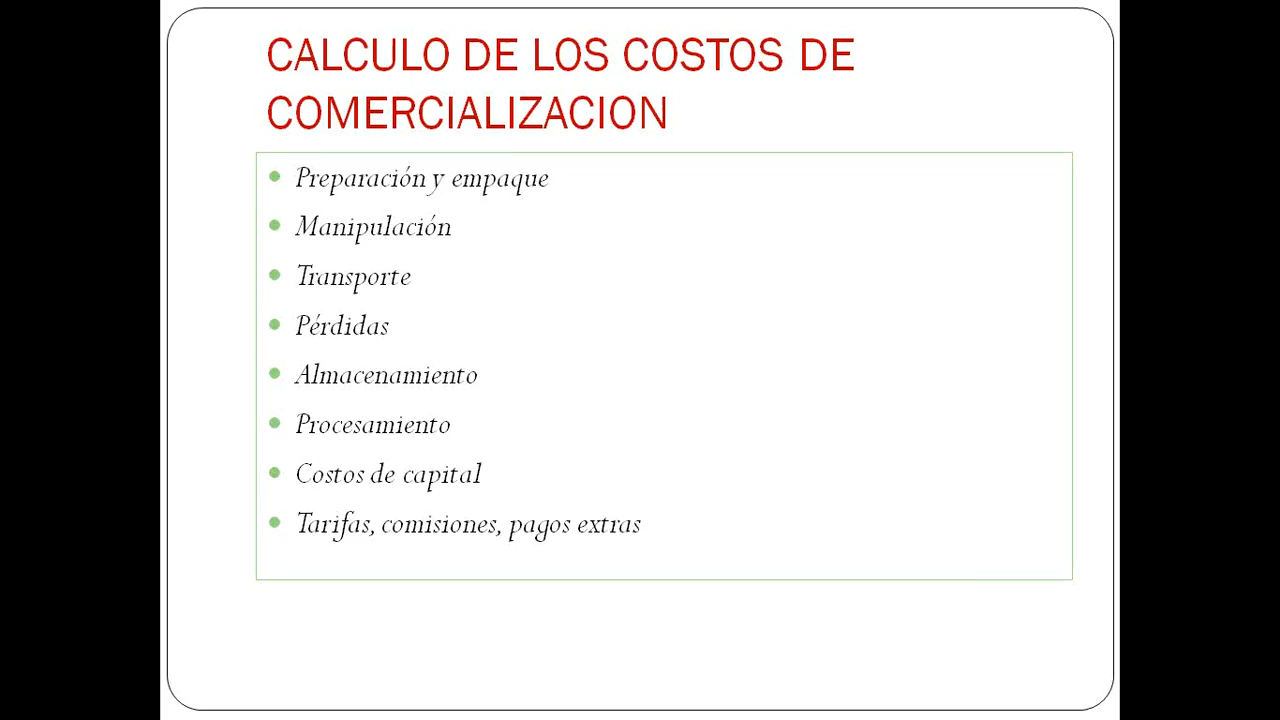 CALCULO DE LOS COSTOS DE
COMERCIALIZACION
Preparación y empaque
Manipulación
Transporte
Pérdidas
Almacenamiento
Procesamiento
Costos de capital
Tarifas, comisiones, pagos extras